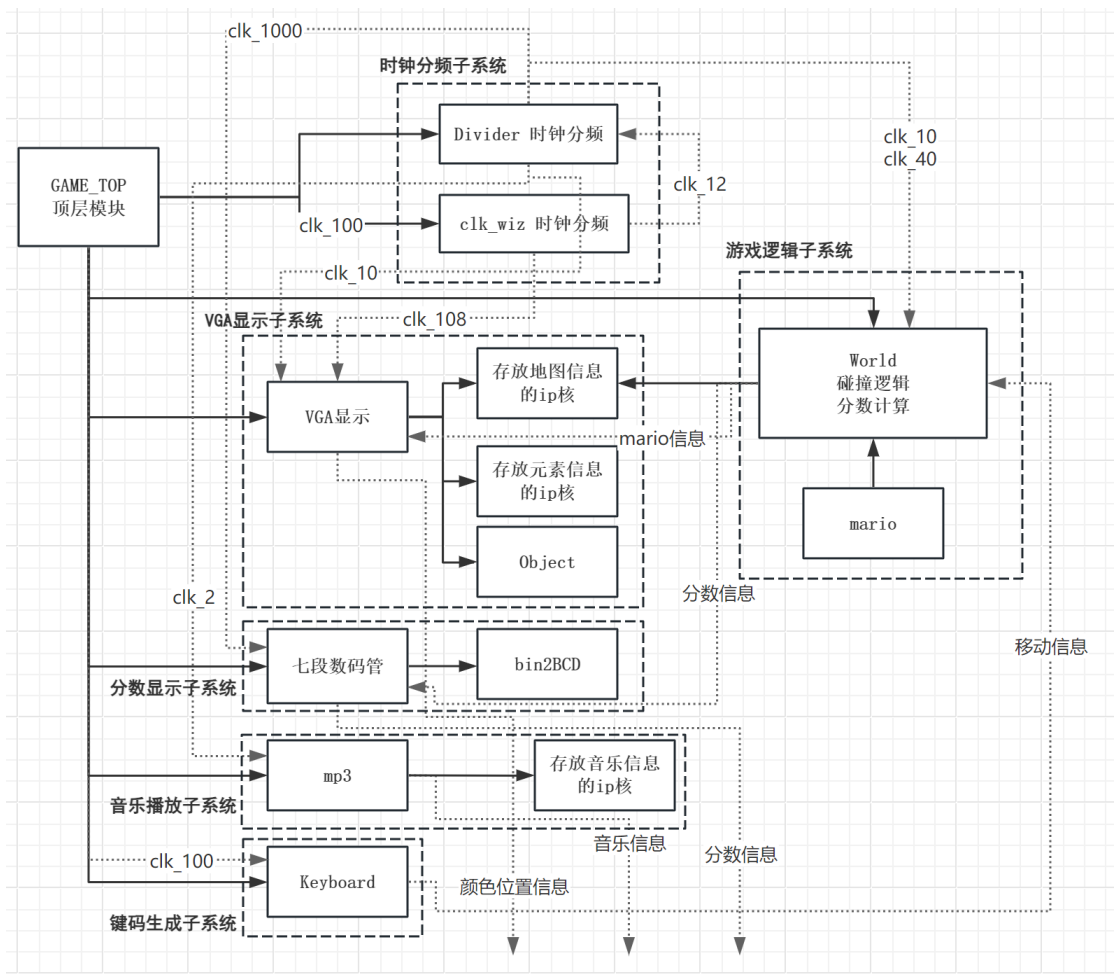 clk_1000
时钟分频子系统
Divider 时钟分频
clk_10
clk_40
GAME_TOP
顶层模块
clk_12
clk_100
clk_wiz 时钟分频
游戏逻辑子系统
clk_10
VGA显示子系统
clk_108
存放地图信息
的ip核
World
碰撞逻辑
分数计算
VGA显示
mario信息
存放元素信息
的ip核
mario
Object
clk_2
分数信息
移动信息
七段数码管
bin2BCD
分数显示子系统
mp3
存放音乐信息
的ip核
音乐播放子系统
音乐信息
分数信息
clk_100
Keyboard
颜色位置信息
键码生成子系统